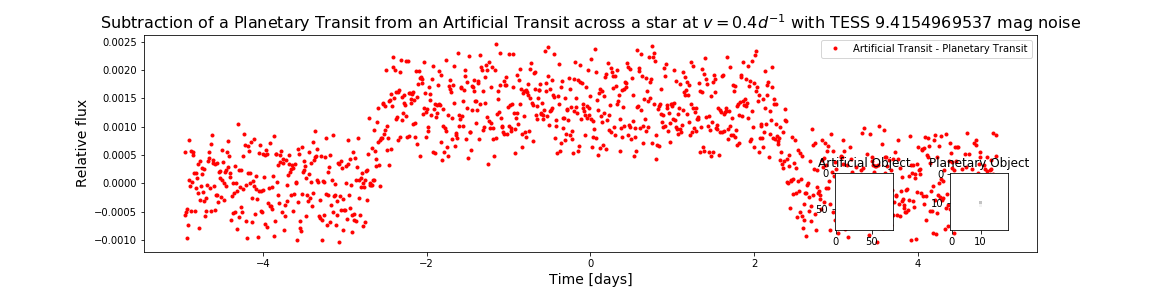 Subtraction of a Planetary Transit from an Artificial Transit across a star at v = 0.4d⁻¹ with TESS 9.4154969537 mag noise
0.0025
0.0020
0.0015
0.0010
0.0005
0.0000
−0.0005
−0.0010
Relative flux
Artificial Transit - Planetary Transit
Artificial Object
0
50
0 50
Planetary Object
0
10
0 10
−4 −2 0 2 4
Time [days]